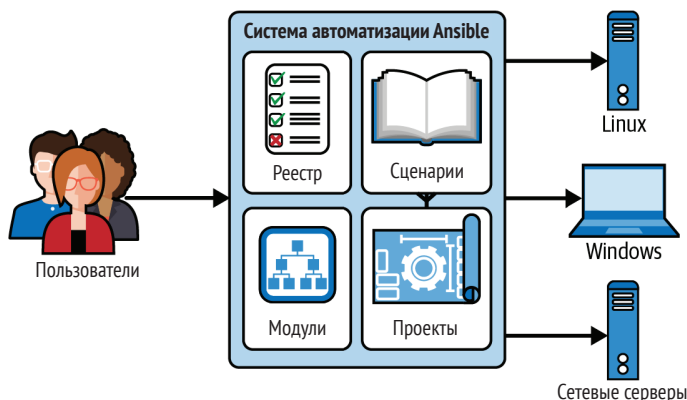 Система автоматизации Ansible
Реестр
Сценарии
Модули
Проекты
Пользователи
Linux
Windows
Сетевые серверы